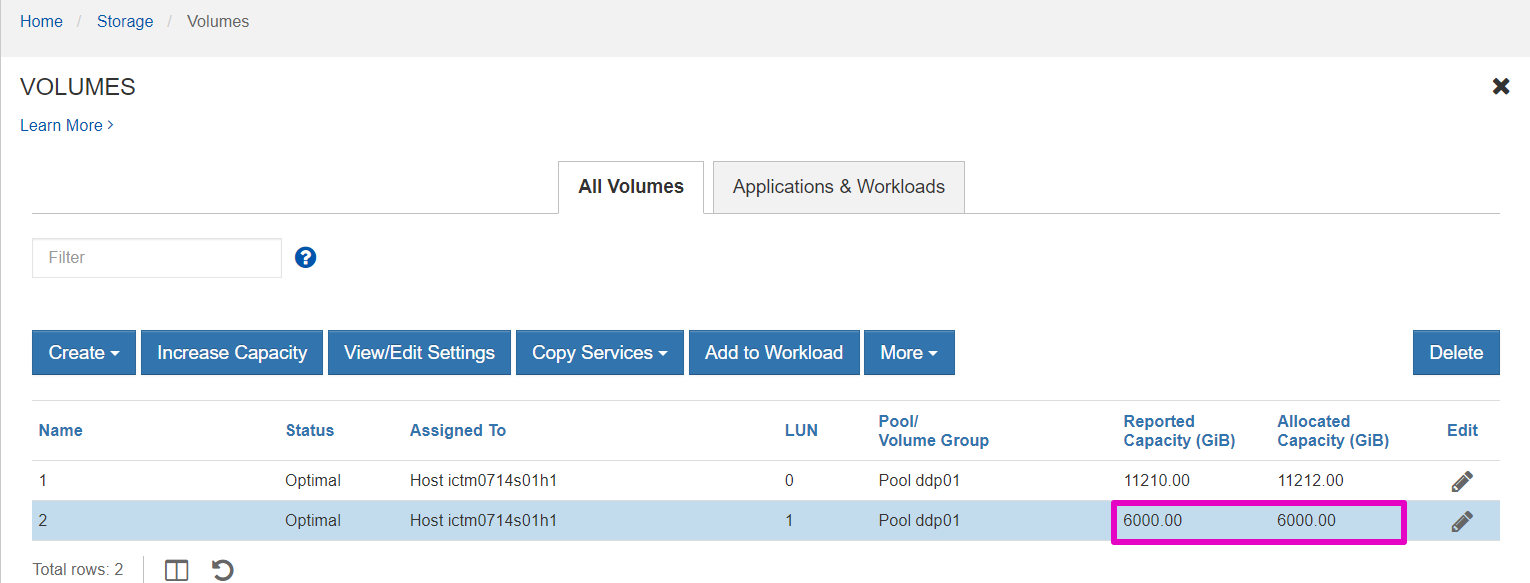 Home / Storage / Volumes
VOLUMES
Learn More >
All Volumes Applications & Workloads
Filter ?
Create Increase Capacity View/Edit Settings Copy Services Add to Workload More Delete
Name Status Assigned To LUN Pool/ Volume Group Reported Capacity (GiB) Allocated Capacity (GiB) Edit
1 Optimal Host ictm0714s01h1 0 Pool ddp01 11210.00 11212.00
2 Optimal Host ictm0714s01h1 1 Pool ddp01 6000.00 6000.00
Total rows: 2